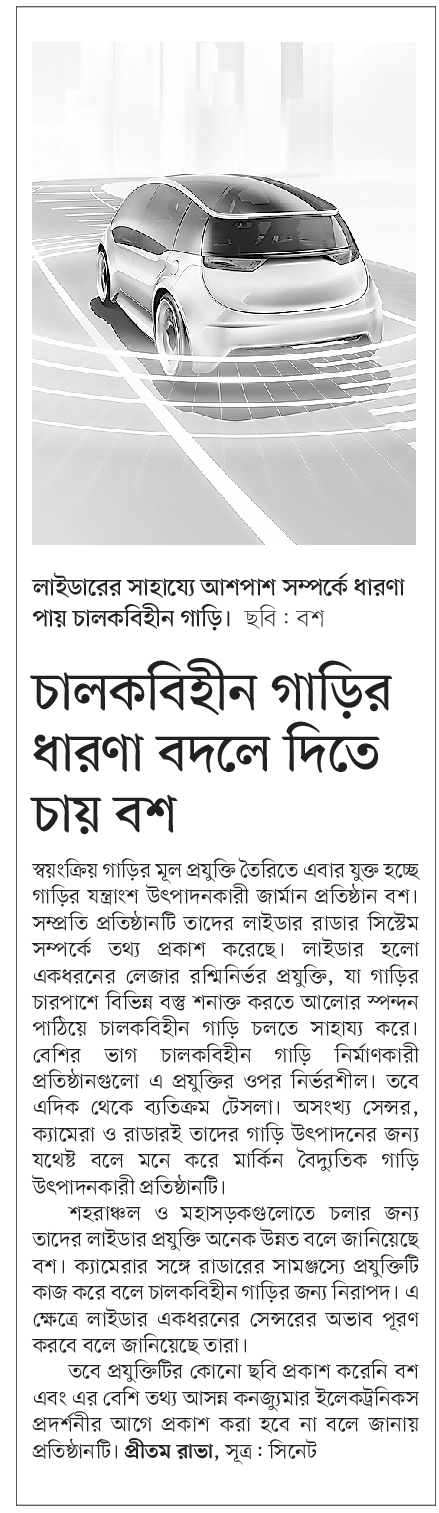 লাইডারের সাহায্যে আশপাশ সম্পর্কে ধারণা
পায় চালকবিহীন গাড়ি। ছবি : বশ
চালকবিহীন গাড়ির
ধারণা বদলে দিতে
চায় বশ
স্বয়ংক্রিয় গাড়ির মূল প্রযুক্তি তৈরিতে এবার যুক্ত হচ্ছে
গাড়ির যন্ত্রাংশ উৎপাদনকারী জার্মান প্রতিষ্ঠান বশ।
সম্প্রতি প্রতিষ্ঠানটি তাদের লাইডার রাডার সিস্টেম
সম্পর্কে তথ্য প্রকাশ করেছে। লাইডার হলো
একধরনের লেজার রশ্মিনির্ভর প্রযুক্তি, যা গাড়ির
চারপাশে বিভিন্ন বস্তু শনাক্ত করতে আলোর স্পন্দন
পাঠিয়ে চালকবিহীন গাড়ি চলতে সাহায্য করে।
বেশির ভাগ চালকবিহীন গাড়ি নির্মাণকারী
প্রতিষ্ঠানগুলো এ প্রযুক্তির ওপর নির্ভরশীল। তবে
এদিক থেকে ব্যতিক্রম টেসলা। অসংখ্য সেন্সর,
ক্যামেরা ও রাডারই তাদের গাড়ি উৎপাদনের জন্য
যথেষ্ট বলে মনে করে মার্কিন বৈদ্যুতিক গাড়ি
উৎপাদনকারী প্রতিষ্ঠানটি।
শহরাঞ্চল ও মহাসড়কগুলোতে চলার জন্য
তাদের লাইডার প্রযুক্তি অনেক উন্নত বলে জানিয়েছে
বশ। ক্যামেরার সঙ্গে রাডারের সামঞ্জস্যে প্রযুক্তিটি
কাজ করে বলে চালকবিহীন গাড়ির জন্য নিরাপদ। এ
ক্ষেত্রে লাইডার একধরনের সেন্সরের অভাব পূরণ
করবে বলে জানিয়েছে তারা।
তবে প্রযুক্তিটির কোনো ছবি প্রকাশ করেনি বশ
এবং এর বেশি তথ্য আসন্ন কনজ্যুমার ইলেকট্রনিকস
প্রদর্শনীর আগে প্রকাশ করা হবে না বলে জানায়
প্রতিষ্ঠানটি। প্রীতম রাভা, সূত্র : সিনেট